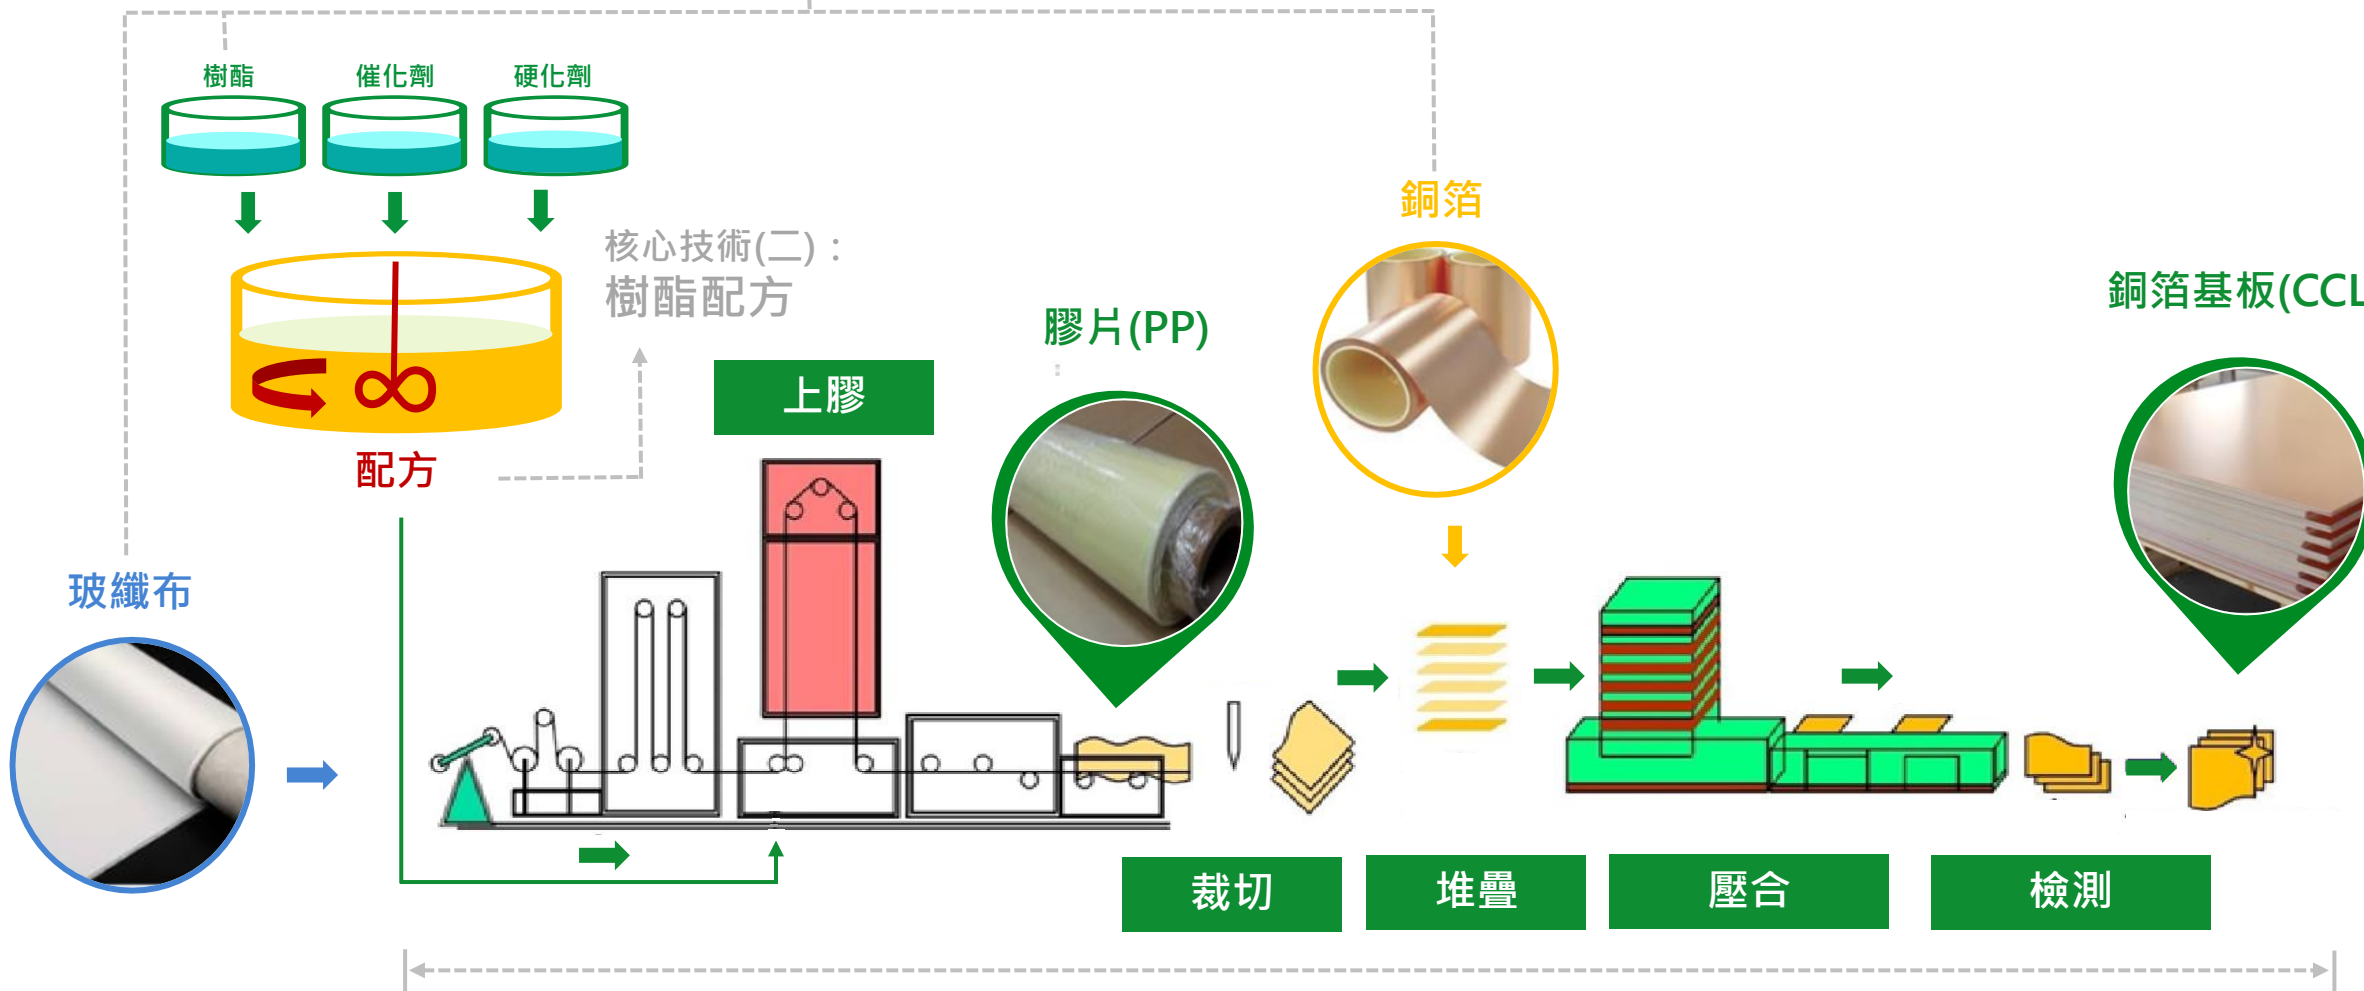 樹酯
催化劑
硬化劑
核心技術(二)：
樹酯配方
銅箔
銅箔基板(CCL
膠片(PP)
上膠
配方
玻纖布
裁切
堆疊
壓合
檢測